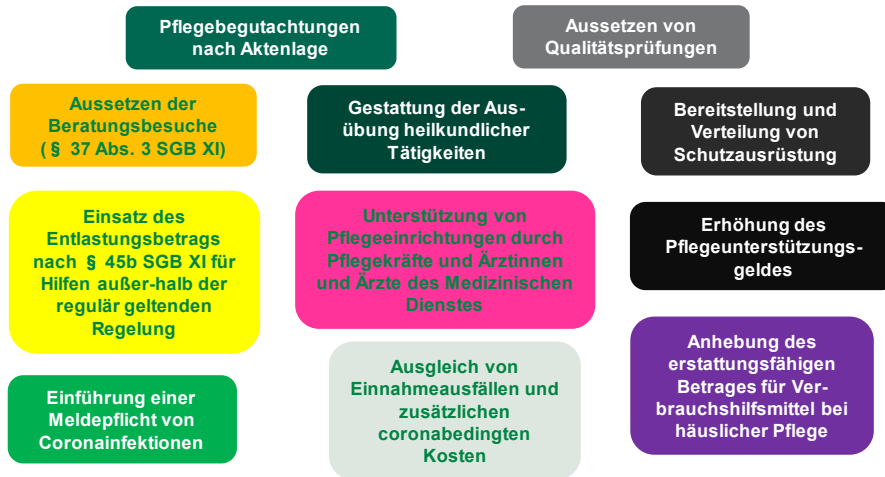 Pflegebegutachtungen
nach Aktenlage
Aussetzen von
Qualitätsprüfungen
Aussetzen der
Beratungsbesuche
( § 37 Abs. 3 SGB XI)
Gestattung der Aus-
übung heilkundlicher
Tätigkeiten
Bereitstellung und
Verteilung von
Schutzausrüstung
Einsatz des
Entlastungsbetrags
nach § 45b SGB XI für
Hilfen außer-halb der
regulär geltenden
Regelung
Unterstützung von
Pflegeeinrichtungen durch
Pflegekräfte und Ärztinnen
und Ärzte des Medizinischen
Dienstes
Erhöhung des
Pflegeunterstützungs-
geldes
Einführung einer
Meldepflicht von
Coronainfektionen
Ausgleich von
Einnahmeausfällen und
zusätzlichen
coronabedingten
Kosten
Anhebung des
erstattungsfähigen
Betrages für Ver-
brauchshilfsmittel bei
häuslicher Pflege